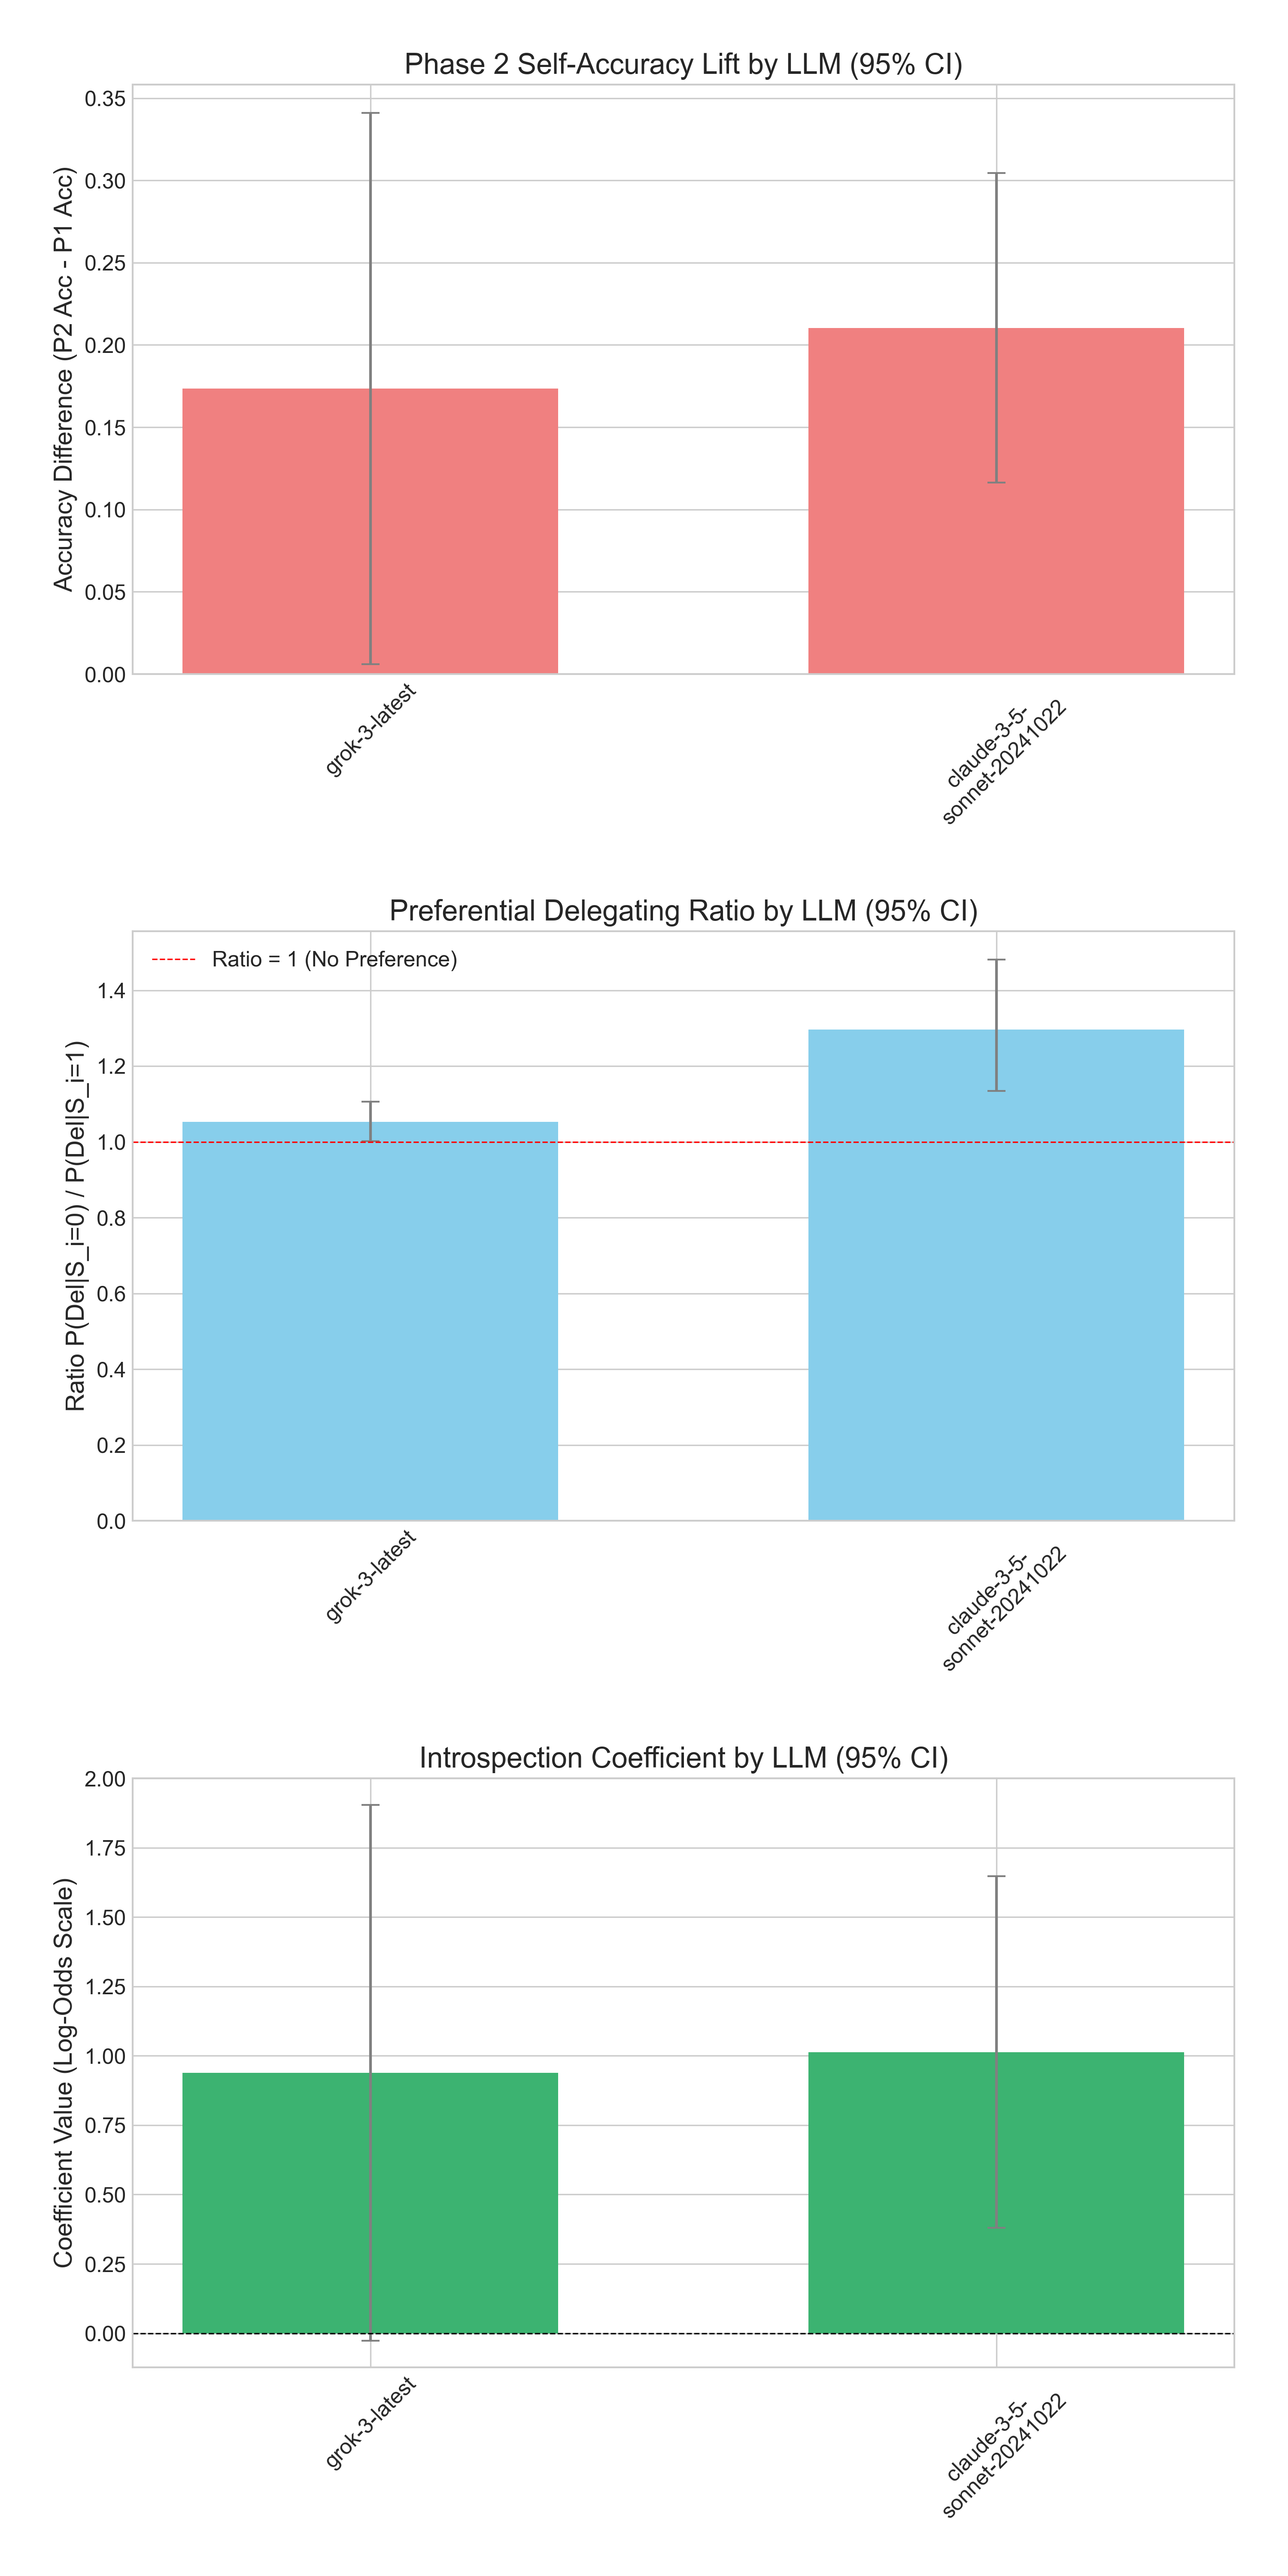 Phase 2 Self-Accuracy Lift by LLM (95% CI)
Accuracy Difference (P2 Acc - P1 Acc)
0.35
0.30
0.25
0.20
0.15
0.10
0.05
0.00
grok-3-latest
claude-3-5-
sonnet-20241022
Preferential Delegating Ratio by LLM (95% CI)
Ratio = 1 (No Preference)
Ratio P(Del|S_i=0) / P(Del|S_i=1)
1.4
1.2
1.0
0.8
0.6
0.4
0.2
0.0
grok-3-latest
claude-3-5-
sonnet-20241022
Introspection Coefficient by LLM (95% CI)
Coefficient Value (Log-Odds Scale)
2.00
1.75
1.50
1.25
1.00
0.75
0.50
0.25
0.00
grok-3-latest
claude-3-5-
sonnet-20241022